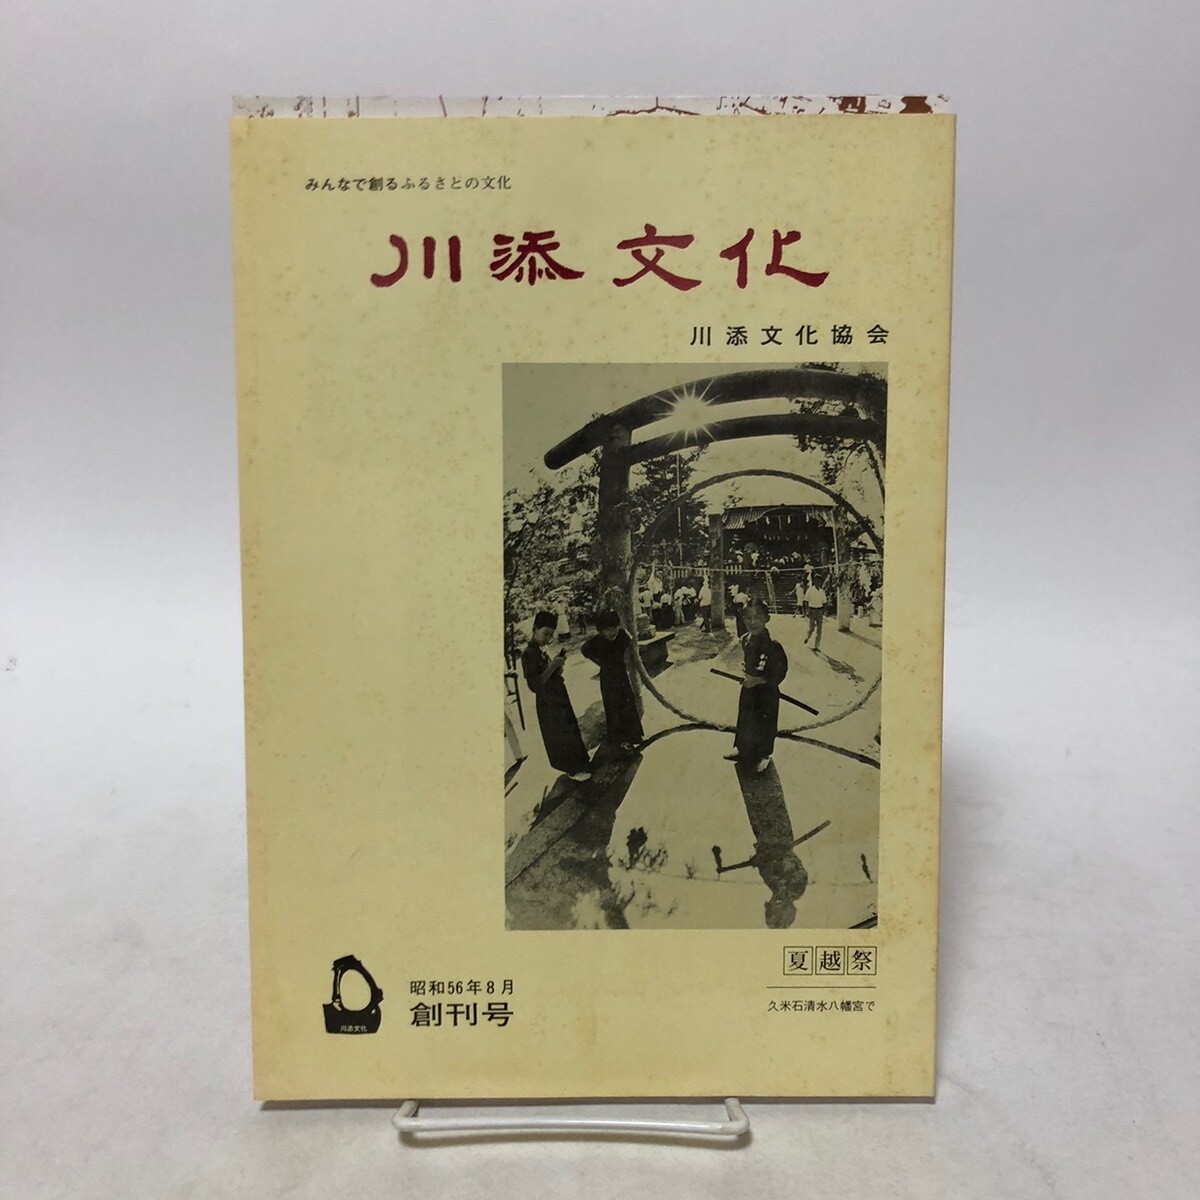 みんなで創るふるさとの文化
川添文化
川添文化協会
夏越祭
久米石清水八幡宮で
昭和56年8月
創刊号
川添文化